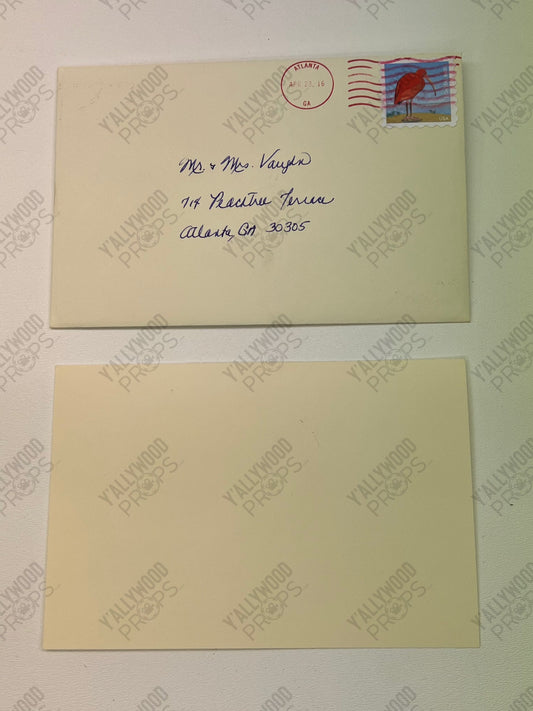 ATLANTA
APR 23, 16
GA
USA
Mr. & Mrs. Vaughn
714 Peachtree Terrace
Atlanta, GA 30305
Y'ALLYWOOD
PROPS